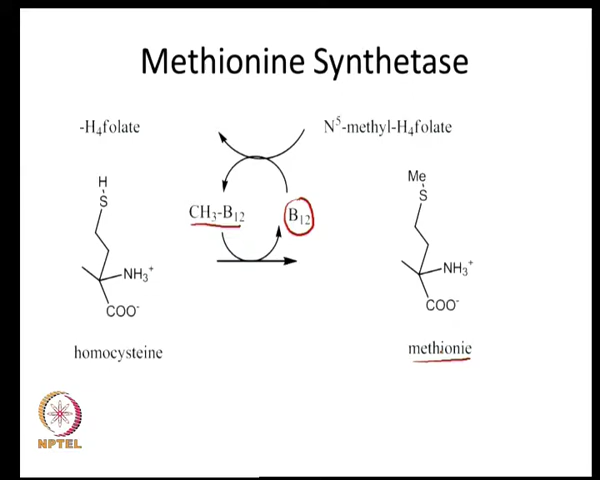 Methionine Synthetase
-H₄folate
N⁵-methyl-H₄folate
H
S
Me
S
CH₃-B₁₂
B₁₂
NH₃⁺
NH₃⁺
COO⁻
COO⁻
homocysteine
methionie
NPTEL